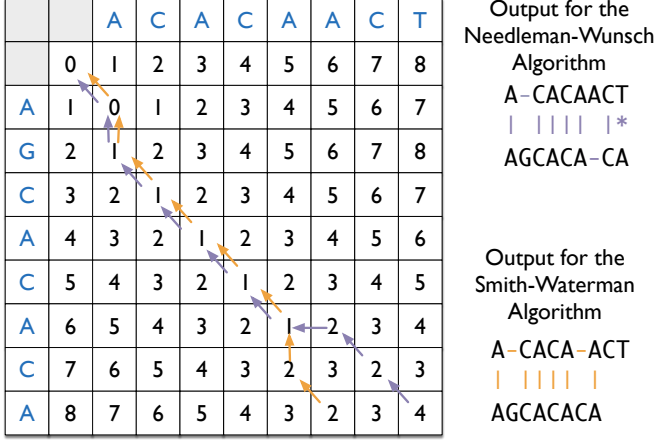 A C A C A A C T
0 1 2 3 4 5 6 7 8
A 1 0 1 2 3 4 5 6 7
G 2 1 2 3 4 5 6 7 8
C 3 2 1 2 3 4 5 6 7
A 4 3 2 1 2 3 4 5 6
C 5 4 3 2 1 2 3 4 5
A 6 5 4 3 2 1 2 3 4
C 7 6 5 4 3 2 3 2 3
A 8 7 6 5 4 3 2 3 4
Output for the
Needleman-Wunsch
Algorithm
A-CACAACT
| |||| |*
AGCACA-CA
Output for the
Smith-Waterman
Algorithm
A-CACA-ACT
| |||| |
AGCACACA